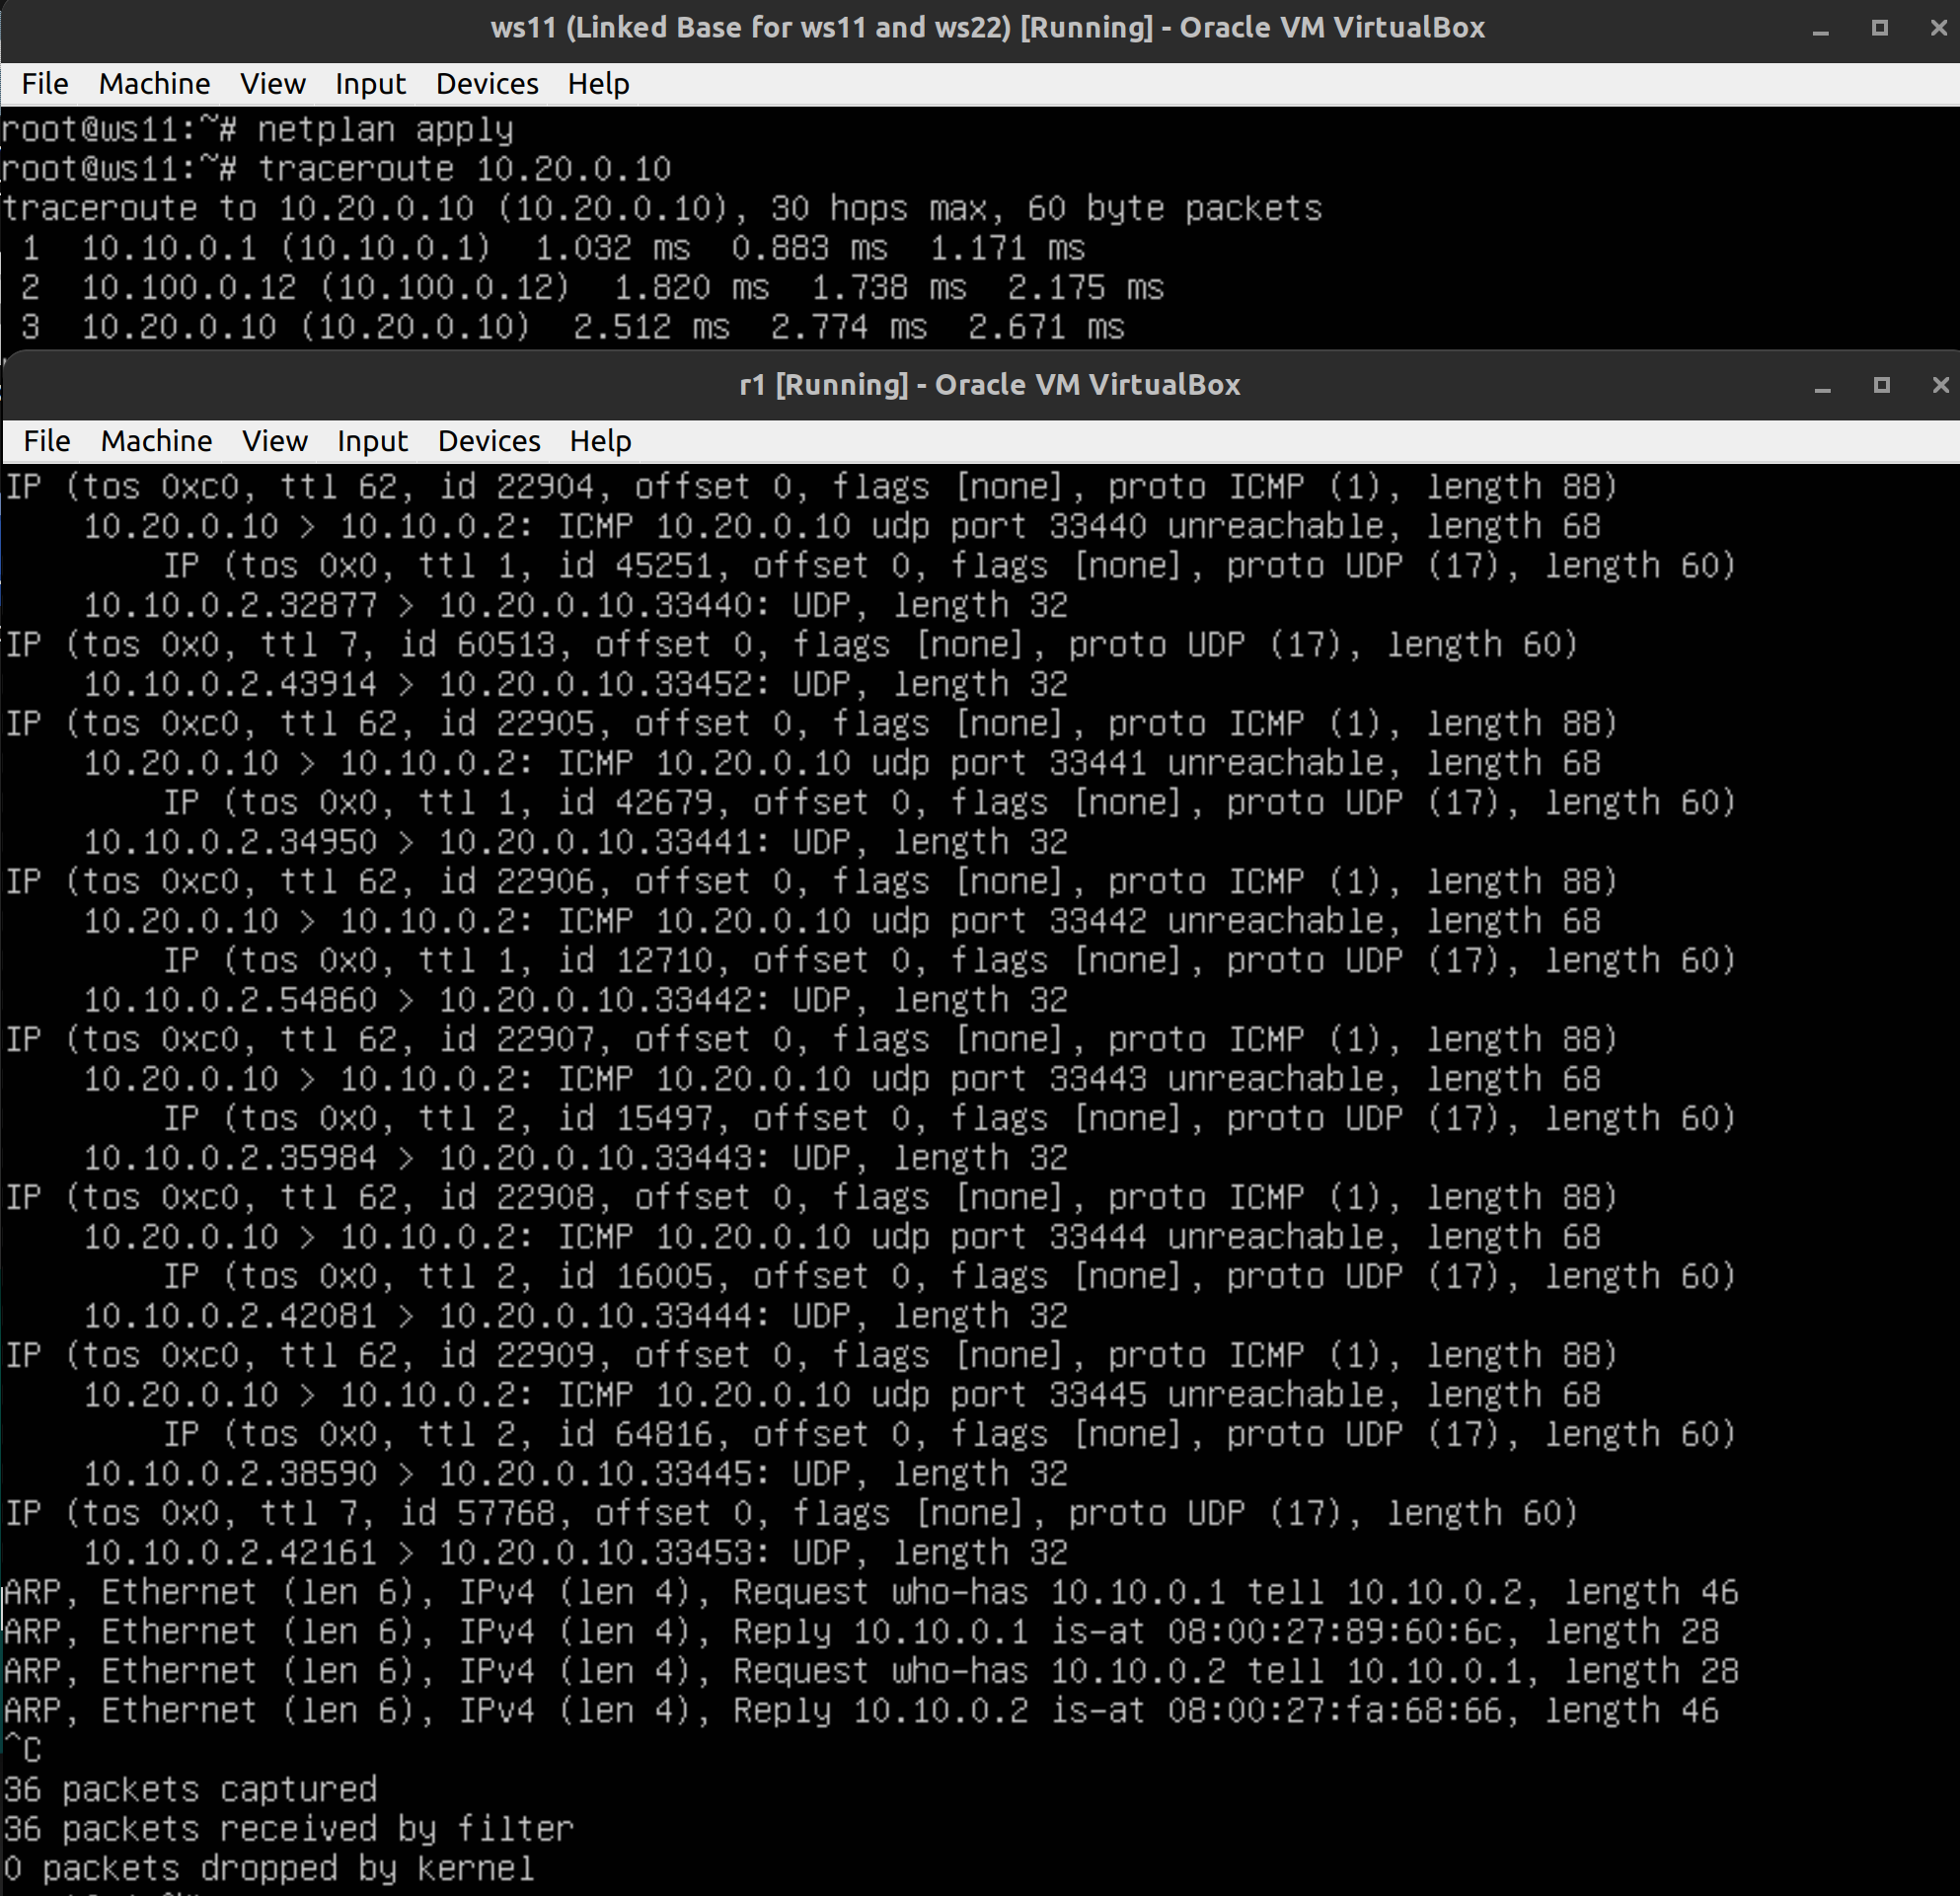 ws11 (Linked Base for ws11 and ws22) [Running] - Oracle VM VirtualBox
File Machine View Input Devices Help
root@ws11:~# netplan apply
root@ws11:~# traceroute 10.20.0.10
traceroute to 10.20.0.10 (10.20.0.10), 30 hops max, 60 byte packets
 1  10.10.0.1 (10.10.0.1)  1.032 ms  0.883 ms  1.171 ms
 2  10.100.0.12 (10.100.0.12)  1.820 ms  1.738 ms  2.175 ms
 3  10.20.0.10 (10.20.0.10)  2.512 ms  2.774 ms  2.671 ms
r1 [Running] - Oracle VM VirtualBox
File Machine View Input Devices Help
IP (tos 0xc0, ttl 62, id 22904, offset 0, flags [none], proto ICMP (1), length 88)
    10.20.0.10 > 10.10.0.2: ICMP 10.20.0.10 udp port 33440 unreachable, length 68
        IP (tos 0x0, ttl 1, id 45251, offset 0, flags [none], proto UDP (17), length 60)
    10.10.0.2.32877 > 10.20.0.10.33440: UDP, length 32
IP (tos 0x0, ttl 7, id 60513, offset 0, flags [none], proto UDP (17), length 60)
    10.10.0.2.43914 > 10.20.0.10.33452: UDP, length 32
IP (tos 0xc0, ttl 62, id 22905, offset 0, flags [none], proto ICMP (1), length 88)
    10.20.0.10 > 10.10.0.2: ICMP 10.20.0.10 udp port 33441 unreachable, length 68
        IP (tos 0x0, ttl 1, id 42679, offset 0, flags [none], proto UDP (17), length 60)
    10.10.0.2.34950 > 10.20.0.10.33441: UDP, length 32
IP (tos 0xc0, ttl 62, id 22906, offset 0, flags [none], proto ICMP (1), length 88)
    10.20.0.10 > 10.10.0.2: ICMP 10.20.0.10 udp port 33442 unreachable, length 68
        IP (tos 0x0, ttl 1, id 12710, offset 0, flags [none], proto UDP (17), length 60)
    10.10.0.2.54860 > 10.20.0.10.33442: UDP, length 32
IP (tos 0xc0, ttl 62, id 22907, offset 0, flags [none], proto ICMP (1), length 88)
    10.20.0.10 > 10.10.0.2: ICMP 10.20.0.10 udp port 33443 unreachable, length 68
        IP (tos 0x0, ttl 2, id 15497, offset 0, flags [none], proto UDP (17), length 60)
    10.10.0.2.35984 > 10.20.0.10.33443: UDP, length 32
IP (tos 0xc0, ttl 62, id 22908, offset 0, flags [none], proto ICMP (1), length 88)
    10.20.0.10 > 10.10.0.2: ICMP 10.20.0.10 udp port 33444 unreachable, length 68
        IP (tos 0x0, ttl 2, id 16005, offset 0, flags [none], proto UDP (17), length 60)
    10.10.0.2.42081 > 10.20.0.10.33444: UDP, length 32
IP (tos 0xc0, ttl 62, id 22909, offset 0, flags [none], proto ICMP (1), length 88)
    10.20.0.10 > 10.10.0.2: ICMP 10.20.0.10 udp port 33445 unreachable, length 68
        IP (tos 0x0, ttl 2, id 64816, offset 0, flags [none], proto UDP (17), length 60)
    10.10.0.2.38590 > 10.20.0.10.33445: UDP, length 32
IP (tos 0x0, ttl 7, id 57768, offset 0, flags [none], proto UDP (17), length 60)
    10.10.0.2.42161 > 10.20.0.10.33453: UDP, length 32
ARP, Ethernet (len 6), IPv4 (len 4), Request who-has 10.10.0.1 tell 10.10.0.2, length 46
ARP, Ethernet (len 6), IPv4 (len 4), Reply 10.10.0.1 is-at 08:00:27:89:60:6c, length 28
ARP, Ethernet (len 6), IPv4 (len 4), Request who-has 10.10.0.2 tell 10.10.0.1, length 28
ARP, Ethernet (len 6), IPv4 (len 4), Reply 10.10.0.2 is-at 08:00:27:fa:68:66, length 46
^C
36 packets captured
36 packets received by filter
0 packets dropped by kernel